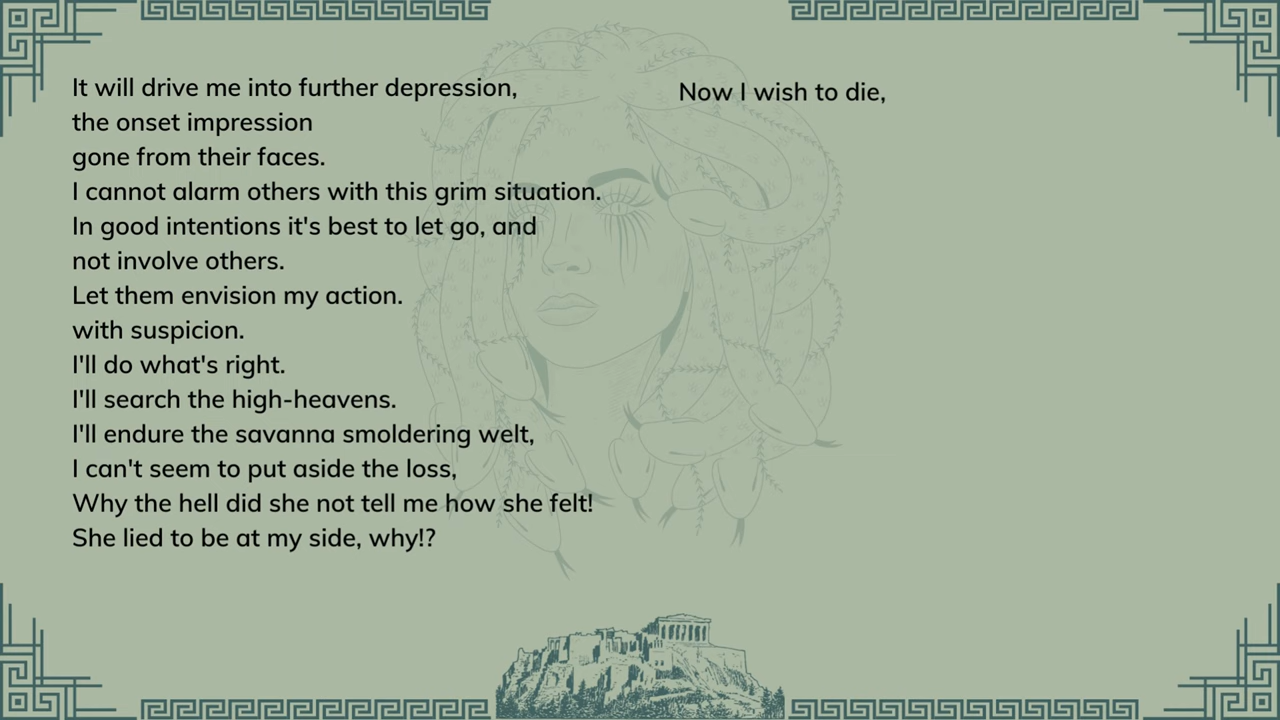 It will drive me into further depression,
the onset impression
gone from their faces.
I cannot alarm others with this grim situation.
In good intentions it's best to let go, and
not involve others.
Let them envision my action.
with suspicion.
I'll do what's right.
I'll search the high-heavens.
I'll endure the savanna smoldering welt,
I can't seem to put aside the loss,
Why the hell did she not tell me how she felt!
She lied to be at my side, why!?
Now I wish to die,